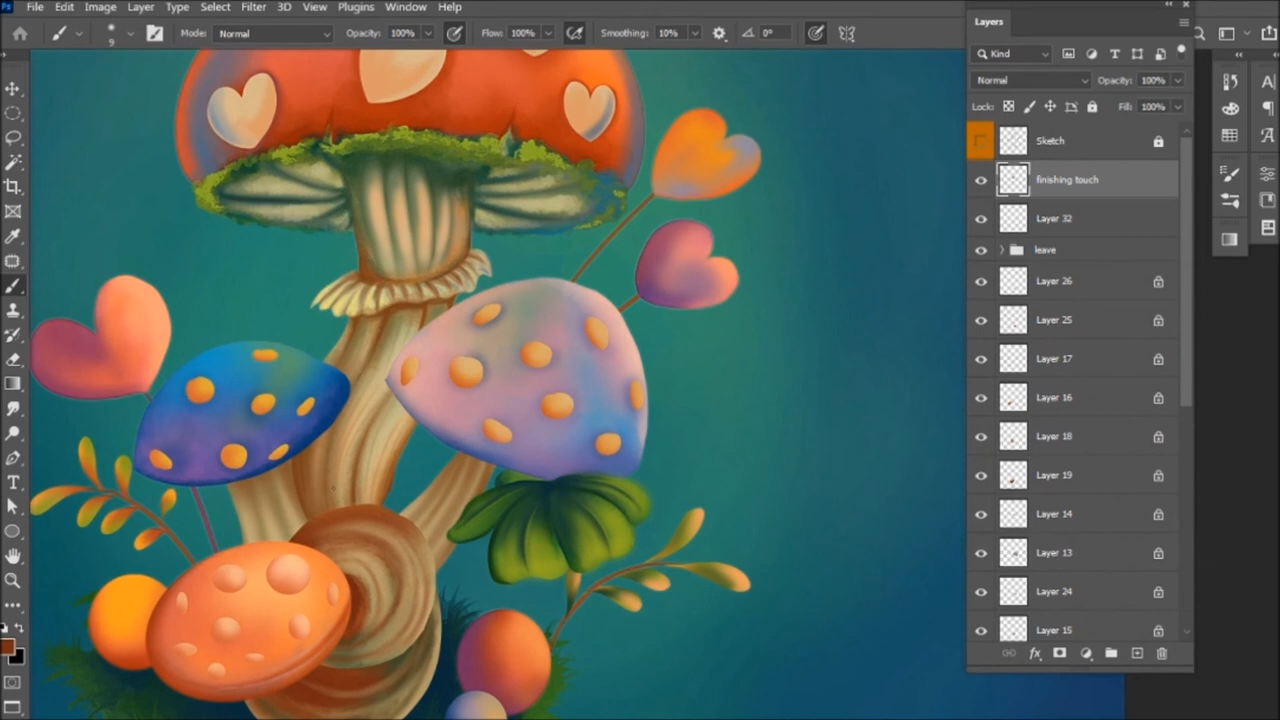 Ps File Edit Image Layer Type Select Filter 3D View Plugins Window Help
9 Mode: Normal Opacity: 100% Flow: 100% Smoothing: 10% 0°
Layers
Kind
Normal Opacity: 100%
Lock: Fill: 100%
Sketch
finishing touch
Layer 32
leave
Layer 26
Layer 25
Layer 17
Layer 16
Layer 18
Layer 19
Layer 14
Layer 13
Layer 24
Layer 15